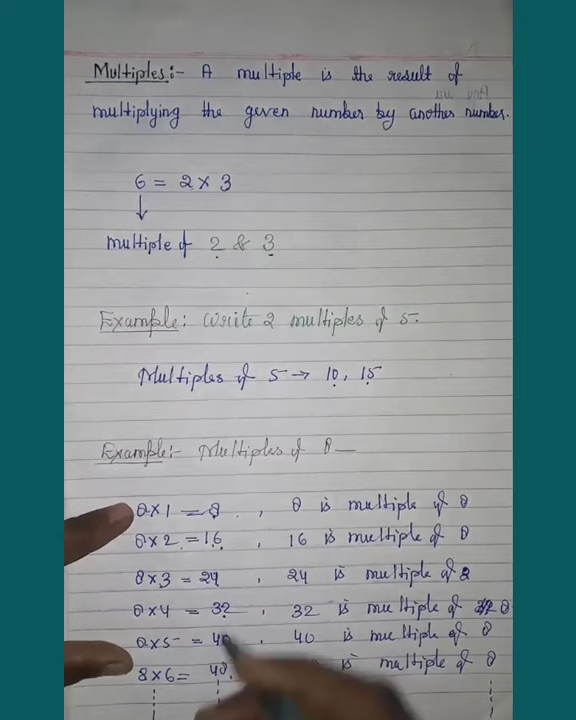 Multiples:- A multiple is the result of
multiplying the given number by another number.
6 = 2 × 3
↓
multiple of 2 & 3
Example: Write 2 multiples of 5.
Multiples of 5 → 10, 15
Example:- Multiples of 8 —
8×1 = 8 , 8 is multiple of 8
8×2 = 16 , 16 is multiple of 8
8×3 = 24 , 24 is multiple of 8
8×4 = 32 , 32 is multiple of 8
8×5 = 40 , 40 is multiple of 8
8×6 = 48, is multiple of 8